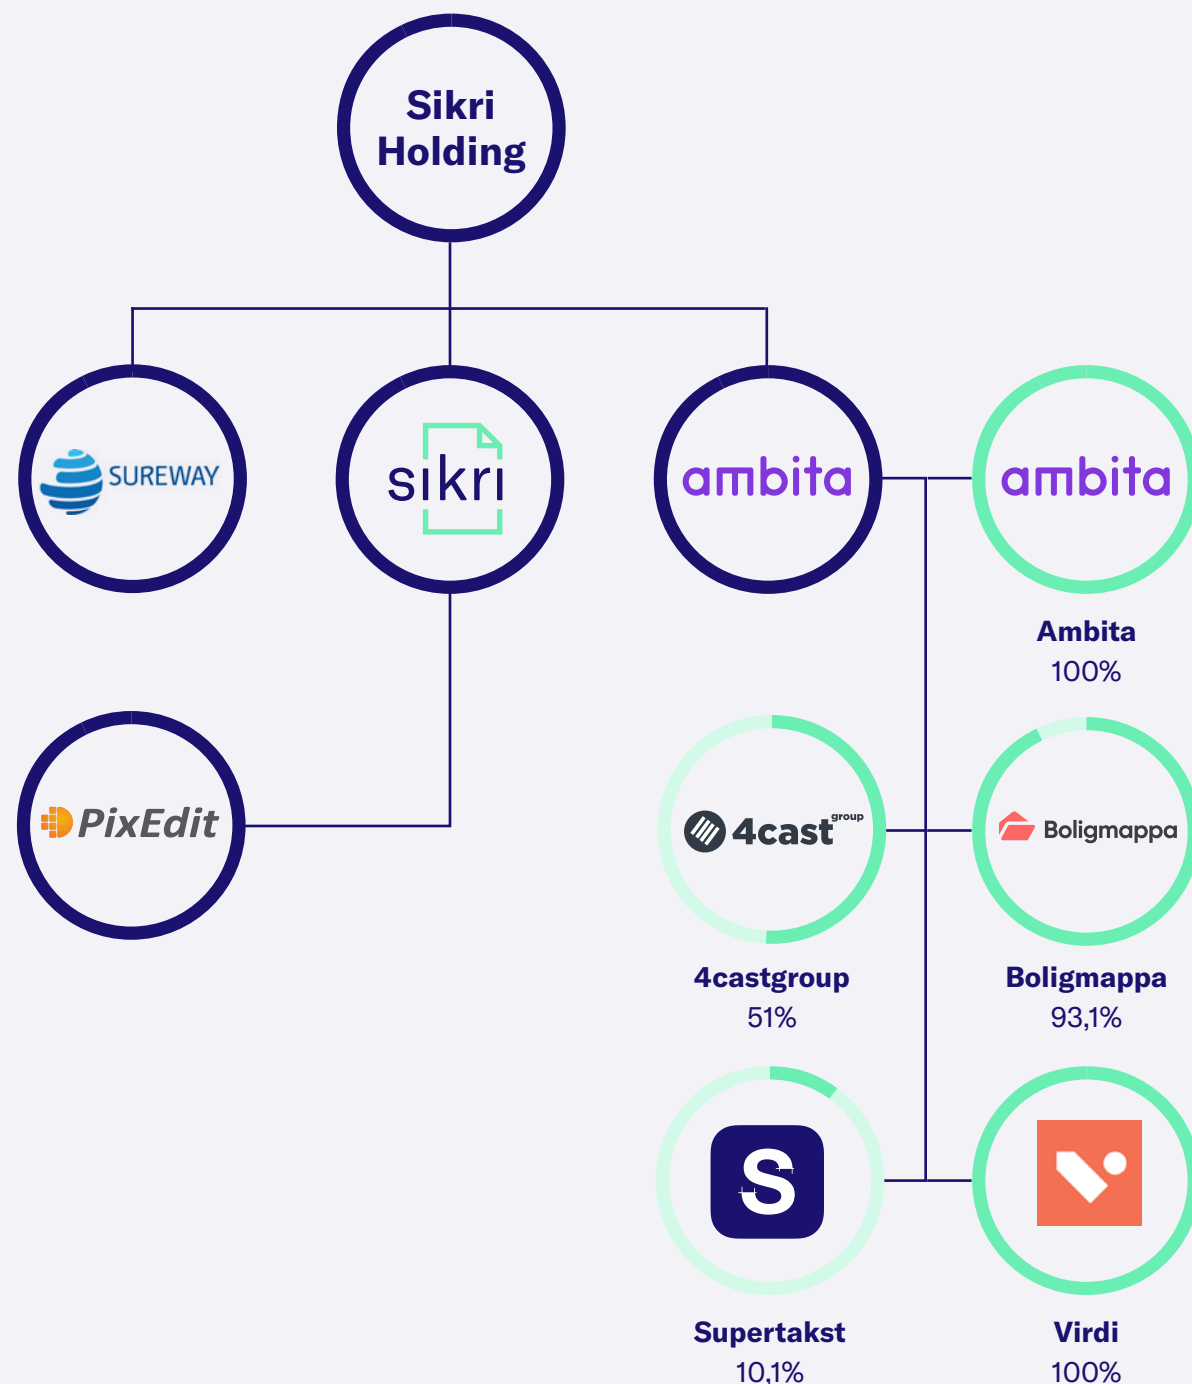 Sikri
Holding
SUREWAY
sikri
ambita
ambita
Ambita
100%
PixEdit
4cast group
Boligmappa
4castgroup
51%
Boligmappa
93,1%
S
Supertakst
10,1%
Virdi
100%